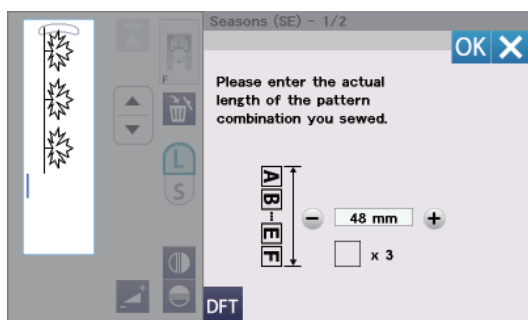 Seasons (SE) - 1/2
OK
F
Please enter the actual
length of the pattern
combination you sewed.
L
S
A
B
E
F
48 mm
x 3
DFT